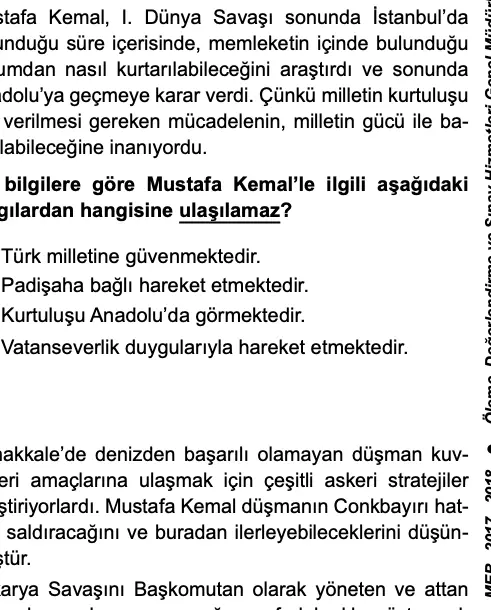 stafa Kemal, I. Dünya Savaşı sonunda İstanbul’da
unduğu süre içerisinde, memleketin içinde bulunduğu
umdan nasıl kurtarılabileceğini araştırdı ve sonunda
adolu’ya geçmeye karar verdi. Çünkü milletin kurtuluşu
verilmesi gereken mücadelenin, milletin gücü ile ba-
ılabileceğine inanıyordu.
bilgilere göre Mustafa Kemal’le ilgili aşağıdaki
gılardan hangisine ulaşılamaz?
Türk milletine güvenmektedir.
Padişaha bağlı hareket etmektedir.
Kurtuluşu Anadolu’da görmektedir.
Vatanseverlik duygularıyla hareket etmektedir.
nakkale’de denizden başarılı olamayan düşman kuv-
eri amaçlarına ulaşmak için çeşitli askeri stratejiler
ştiriyorlardı. Mustafa Kemal düşmanın Conkbayırı hat-
saldıracağını ve buradan ilerleyebileceklerini düşün-
ştür.
karya Savaşını Başkomutan olarak yöneten ve attan
MEB 2017 - 2018 ● Ölçme, Değerlendirme ve Sınav Hizmetleri Genel Müdürl